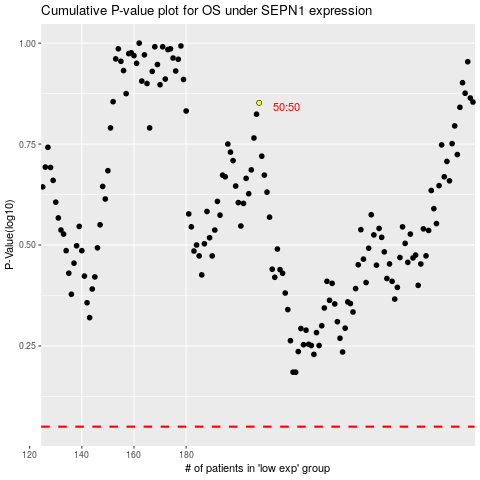 Cumulative P-value plot for OS under SEPN1 expression
1.00
50:50
0.75
P-Value(log10)
0.50
0.25
120 140 160 180
# of patients in 'low exp' group